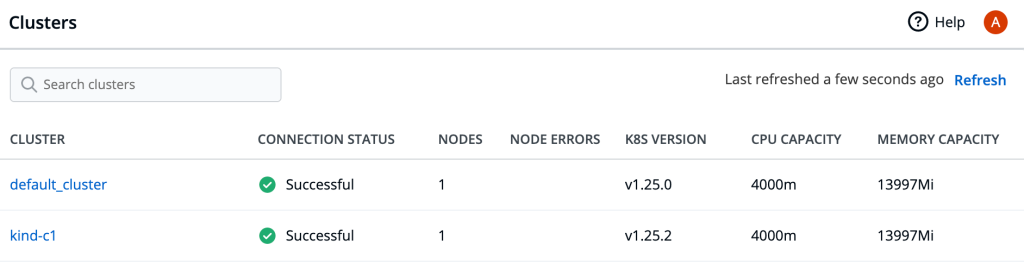 Clusters
Help
A
Search clusters
Last refreshed a few seconds ago Refresh
CLUSTER CONNECTION STATUS NODES NODE ERRORS K8S VERSION CPU CAPACITY MEMORY CAPACITY
default_cluster Successful 1 v1.25.0 4000m 13997Mi
kind-c1 Successful 1 v1.25.2 4000m 13997Mi